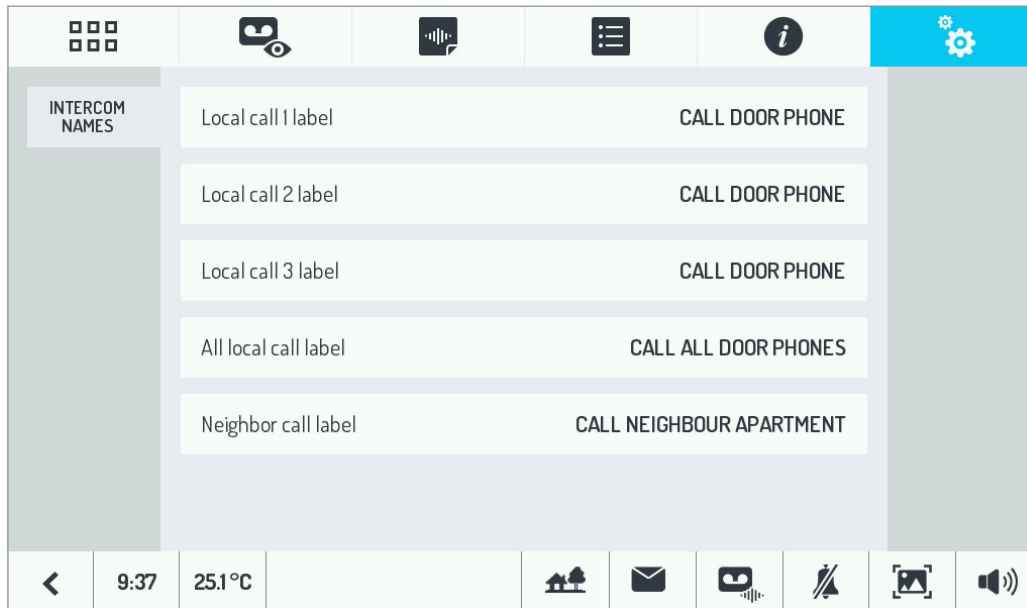 INTERCOM
NAMES
Local call 1 label CALL DOOR PHONE
Local call 2 label CALL DOOR PHONE
Local call 3 label CALL DOOR PHONE
All local call label CALL ALL DOOR PHONES
Neighbor call label CALL NEIGHBOUR APARTMENT
9:37 25.1 °C